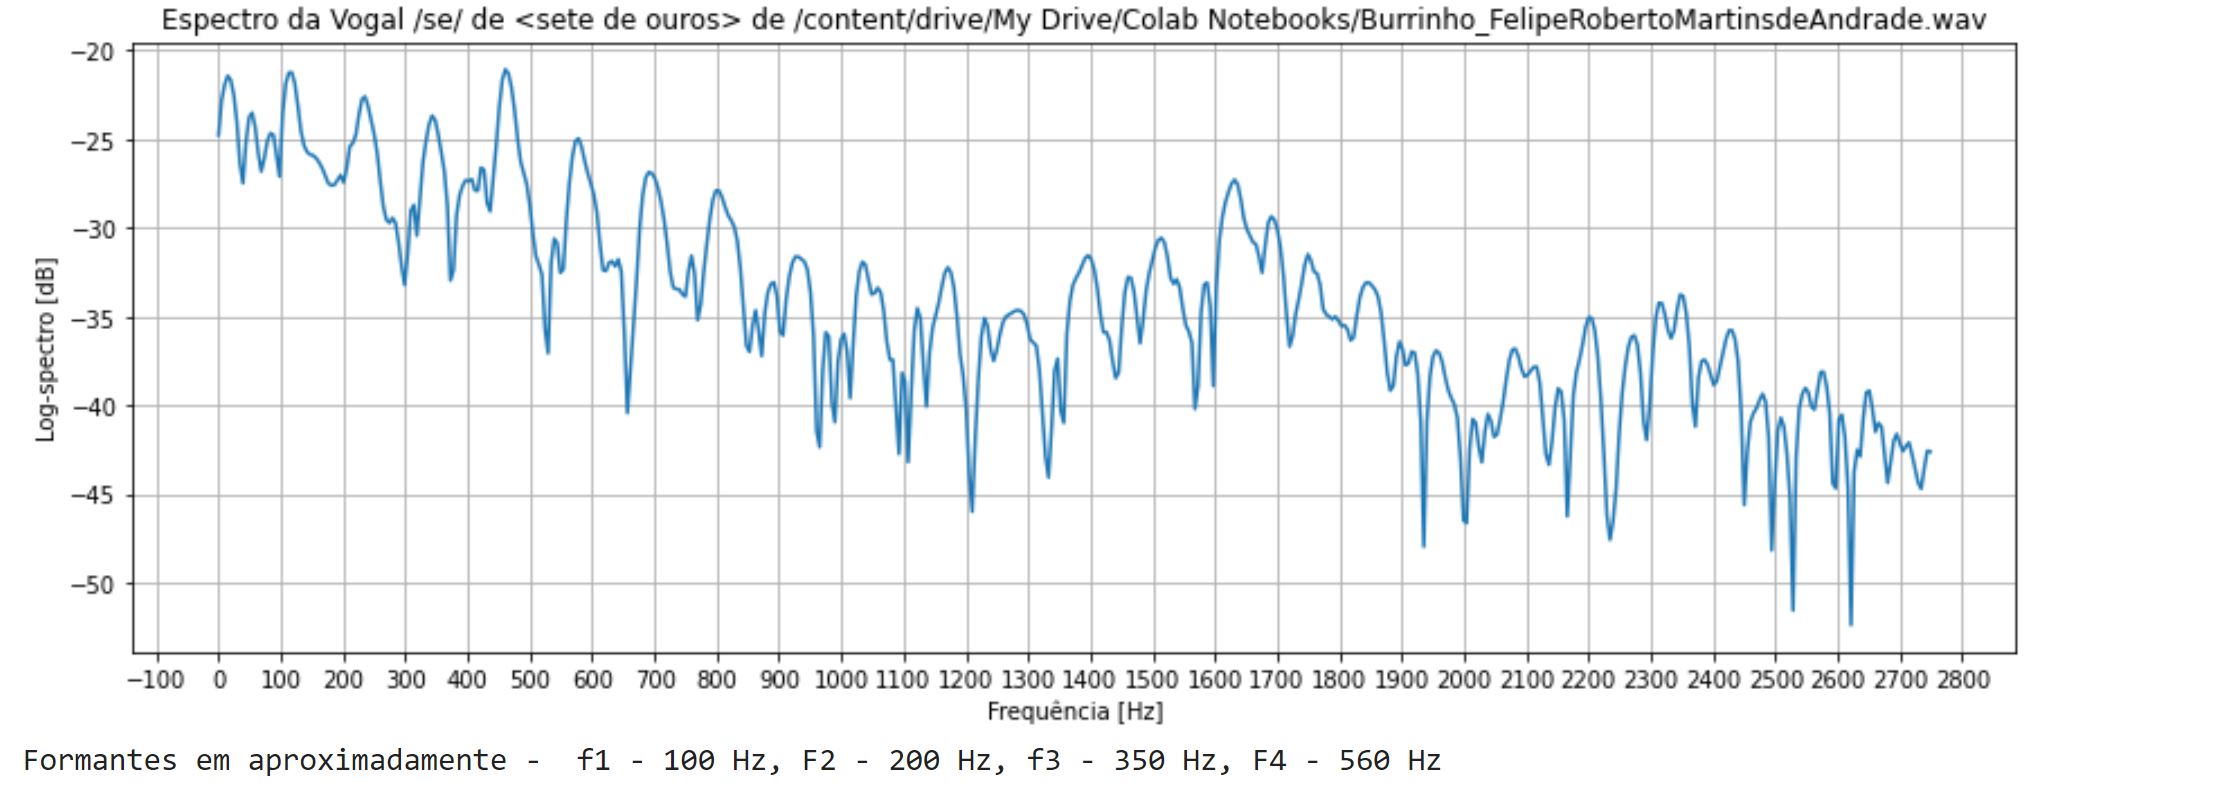 Espectro da Vogal /se/ de <sete de ouros> de /content/drive/My Drive/Colab Notebooks/Burrinho_FelipeRobertoMartinsdeAndrade.wav
−20
−25
−30
−35
−40
−45
−50
Log-spectro [dB]
−100 0 100 200 300 400 500 600 700 800 900 1000 1100 1200 1300 1400 1500 1600 1700 1800 1900 2000 2100 2200 2300 2400 2500 2600 2700 2800
Frequência [Hz]
Formantes em aproximadamente - f1 - 100 Hz, F2 - 200 Hz, f3 - 350 Hz, F4 - 560 Hz